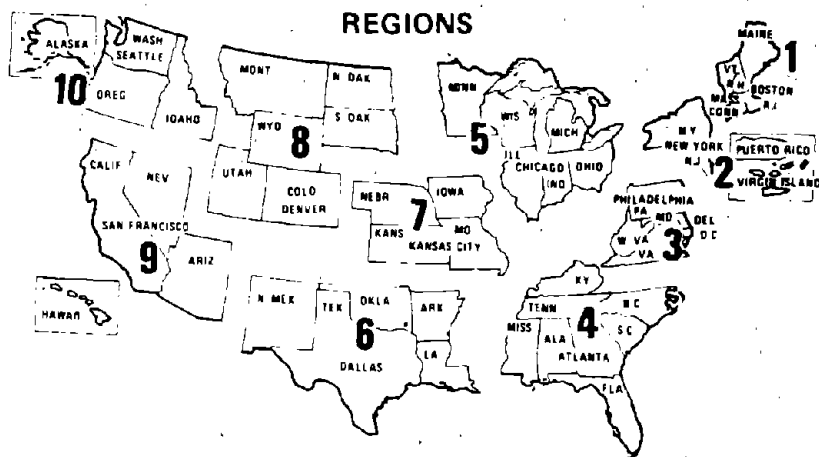 REGIONS
ALASKA
WASH
SEATTLE
10
OREG
IDAHO
MONT
N DAK
S DAK
WYO
8
UTAH
COLO
DENVER
CALIF
NEV
SAN FRANCISCO
9
ARIZ
HAWAII
NEBR
IOWA
7
KANS
MO
KANSAS CITY
N MEX
TEX
OKLA
ARK
6
DALLAS
LA
MINN
WIS
5
MICH
ILL
CHICAGO
IND
OHIO
MAINE
1
VT
N H
BOSTON
MASS
CONN
R I
N Y
NEW YORK
N J
2
PUERTO RICO
VIRGIN ISLAND
PHILADELPHIA
PA
MD
DEL
D C
W VA
VA
3
KY
TENN
N C
4
S C
MISS
ALA
ATLANTA
FLA